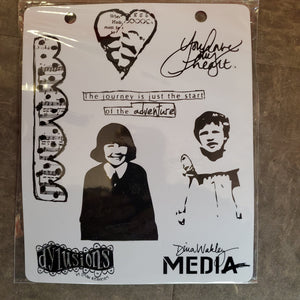 You have
my
heart.
The journey is just the start
of the adventure
dylusions
Dina Wakley
MEDIA